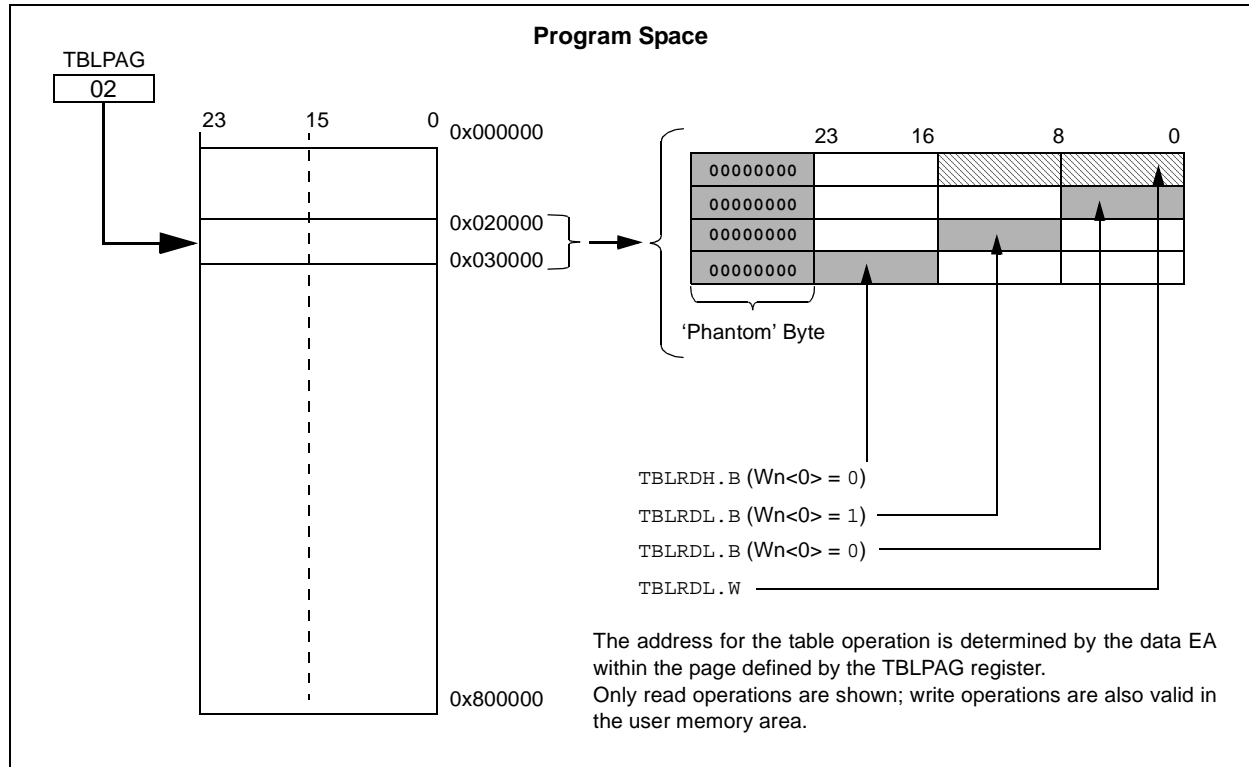 Program Space
TBLPAG
02
23 15 0
0x000000
0x020000
0x030000
0x800000
23 16 8 0
00000000
00000000
00000000
00000000
‘Phantom’ Byte
TBLRDH.B (Wn<0> = 0)
TBLRDL.B (Wn<0> = 1)
TBLRDL.B (Wn<0> = 0)
TBLRDL.W
The address for the table operation is determined by the data EA
within the page defined by the TBLPAG register.
Only read operations are shown; write operations are also valid in
the user memory area.